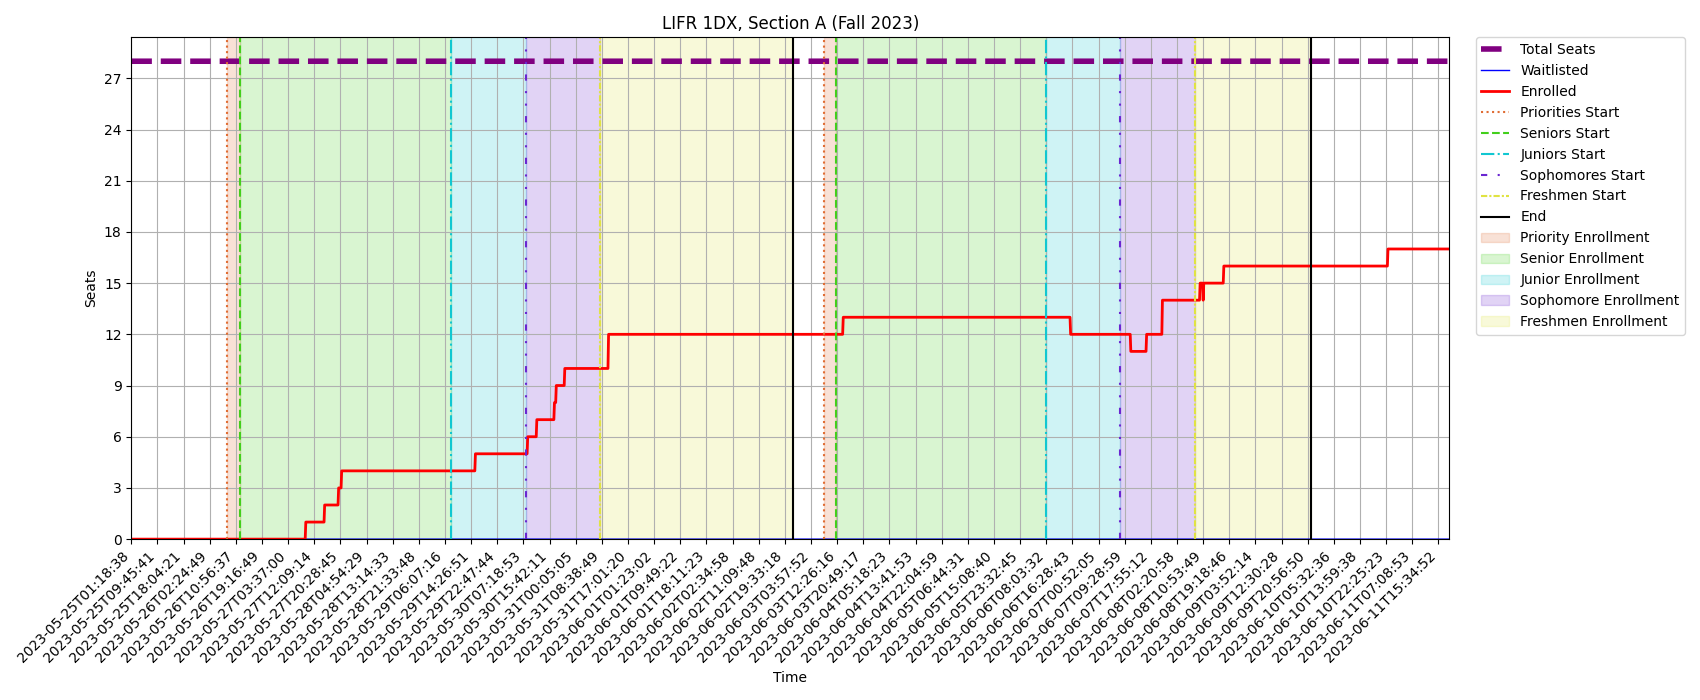 LIFR 1DX, Section A (Fall 2023)
Total Seats
Waitlisted
Enrolled
Priorities Start
Seniors Start
Juniors Start
Sophomores Start
Freshmen Start
End
Priority Enrollment
Senior Enrollment
Junior Enrollment
Sophomore Enrollment
Freshmen Enrollment
Seats
27
24
21
18
15
12
9
6
3
0
2023-05-25T01:18:38
2023-05-25T09:45:41
2023-05-25T18:04:21
2023-05-26T02:24:49
2023-05-26T10:56:37
2023-05-26T19:16:49
2023-05-27T03:37:00
2023-05-27T12:09:14
2023-05-27T20:28:45
2023-05-28T04:54:29
2023-05-28T13:14:33
2023-05-28T21:33:48
2023-05-29T06:07:16
2023-05-29T14:26:51
2023-05-29T22:47:44
2023-05-30T07:18:53
2023-05-30T15:42:11
2023-05-31T00:05:05
2023-05-31T08:38:49
2023-05-31T17:01:20
2023-06-01T01:23:02
2023-06-01T09:49:22
2023-06-01T18:11:23
2023-06-02T02:34:58
2023-06-02T11:09:48
2023-06-02T19:33:18
2023-06-03T03:57:52
2023-06-03T12:26:16
2023-06-03T20:49:17
2023-06-04T05:18:23
2023-06-04T13:41:53
2023-06-04T22:04:59
2023-06-05T06:44:31
2023-06-05T15:08:40
2023-06-05T23:32:45
2023-06-06T08:03:32
2023-06-06T16:28:43
2023-06-07T00:52:05
2023-06-07T09:28:59
2023-06-07T17:55:12
2023-06-08T02:20:58
2023-06-08T10:53:49
2023-06-08T19:18:46
2023-06-09T03:52:14
2023-06-09T12:30:28
2023-06-09T20:56:50
2023-06-10T05:32:36
2023-06-10T13:59:38
2023-06-10T22:25:23
2023-06-11T07:08:53
2023-06-11T15:34:52
Time